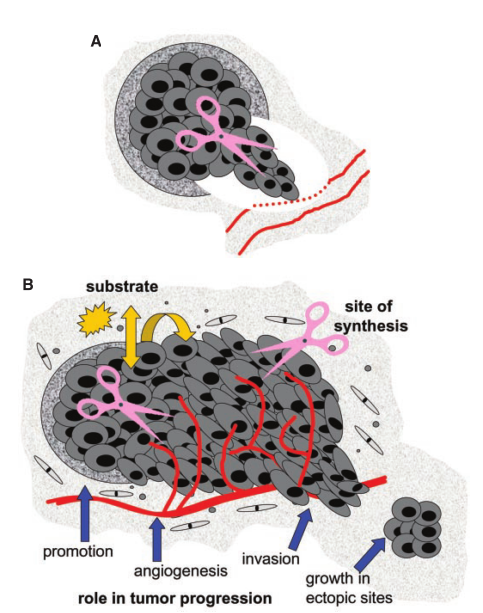 A
B
substrate
site of
synthesis
promotion
angiogenesis
invasion
growth in
ectopic sites
role in tumor progression